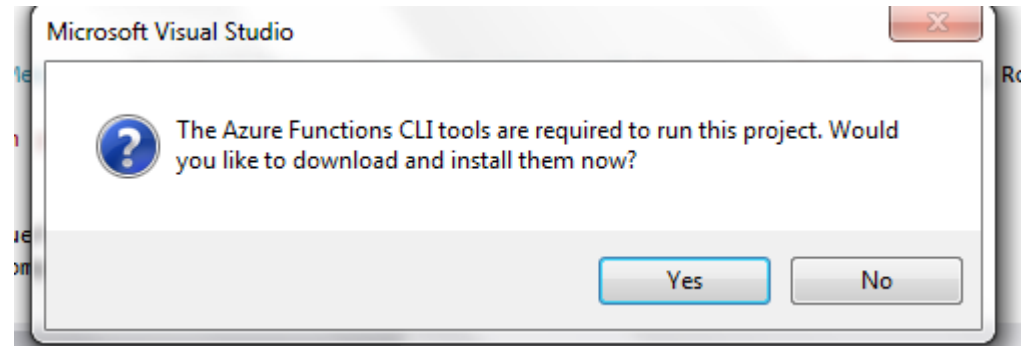 Microsoft Visual Studio
The Azure Functions CLI tools are required to run this project. Would
you like to download and install them now?
Yes
No